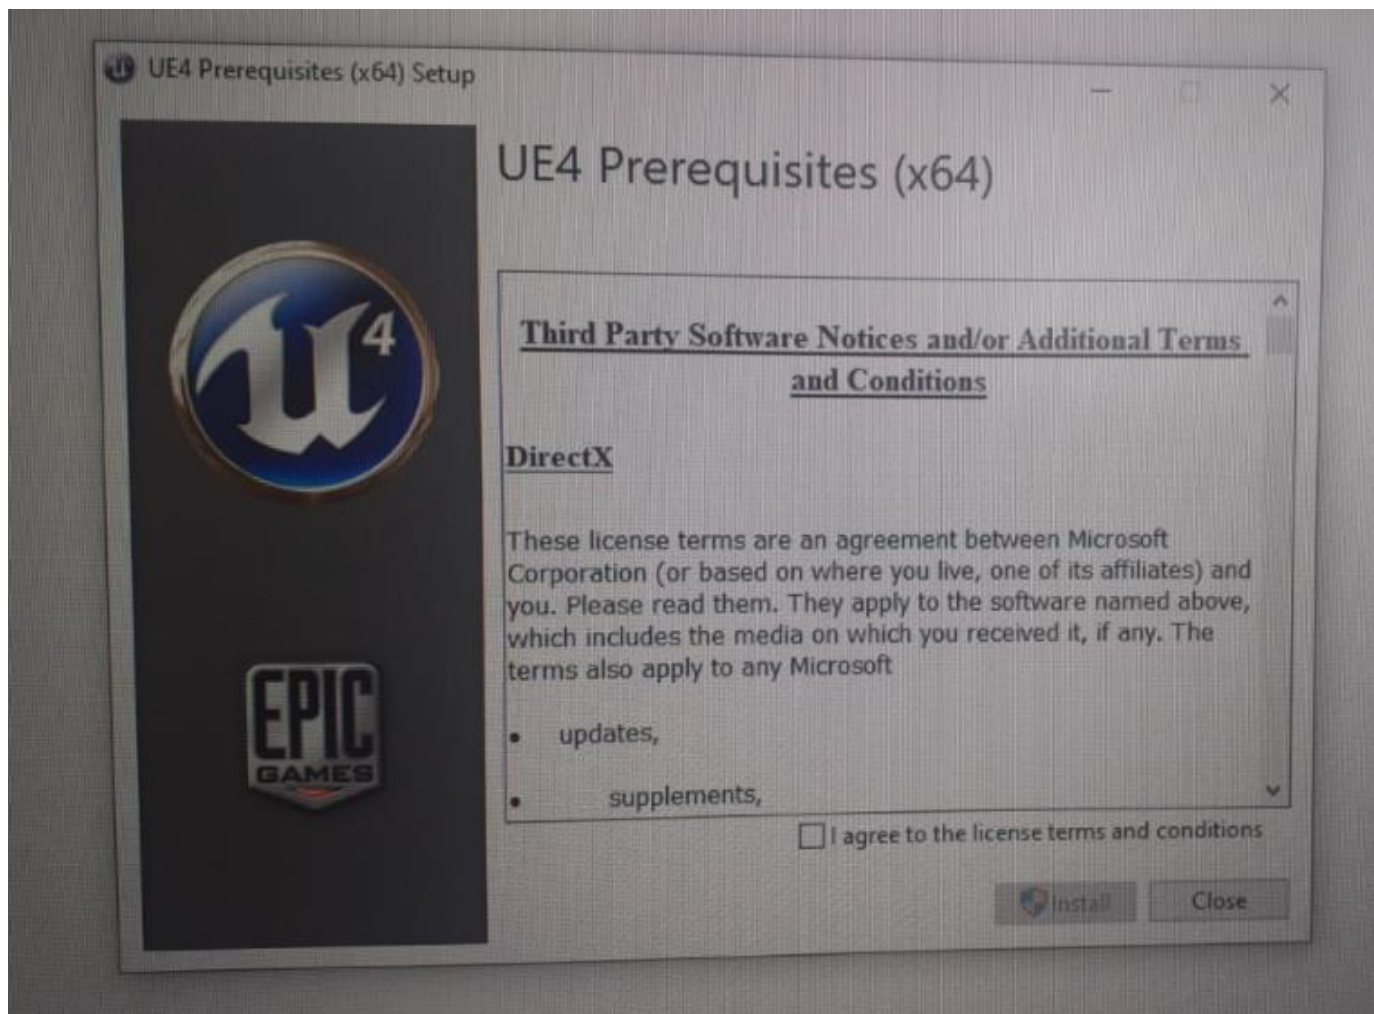 UE4 Prerequisites (x64) Setup
UE4 Prerequisites (x64)
Third Party Software Notices and/or Additional Terms
and Conditions
DirectX
These license terms are an agreement between Microsoft
Corporation (or based on where you live, one of its affiliates) and
you. Please read them. They apply to the software named above,
which includes the media on which you received it, if any. The
terms also apply to any Microsoft
• updates,
• supplements,
I agree to the license terms and conditions
Install Close
U 4
EPIC
GAMES